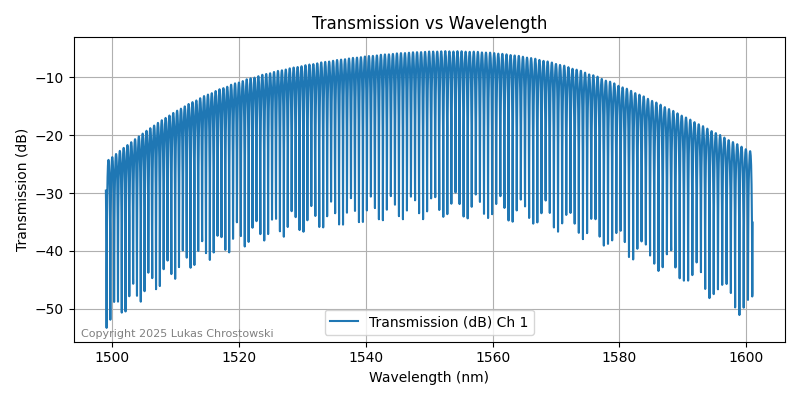 Transmission vs Wavelength
Transmission (dB)
−10
−20
−30
−40
−50
Transmission (dB) Ch 1
Copyright 2025 Lukas Chrostowski
1500
1520
1540
1560
1580
1600
Wavelength (nm)